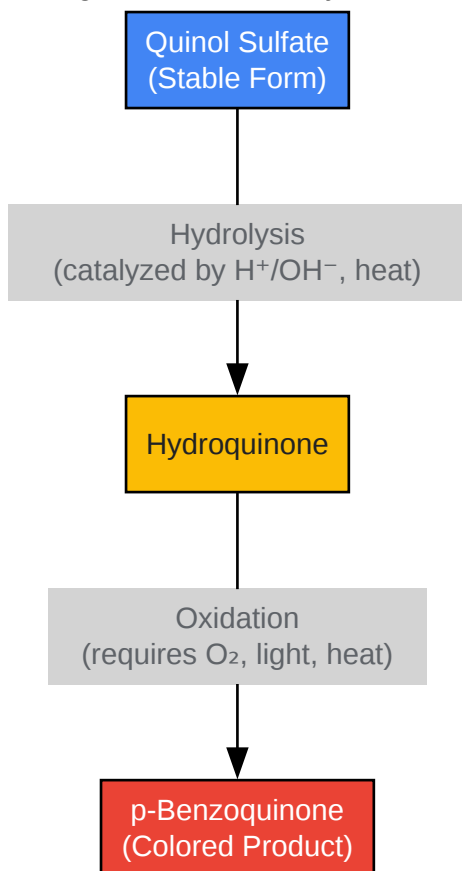 Quinol Sulfate
(Stable Form)
Hydrolysis
(catalyzed by H⁺/OH⁻, heat)
Hydroquinone
Oxidation
(requires O₂, light, heat)
p-Benzoquinone
(Colored Product)